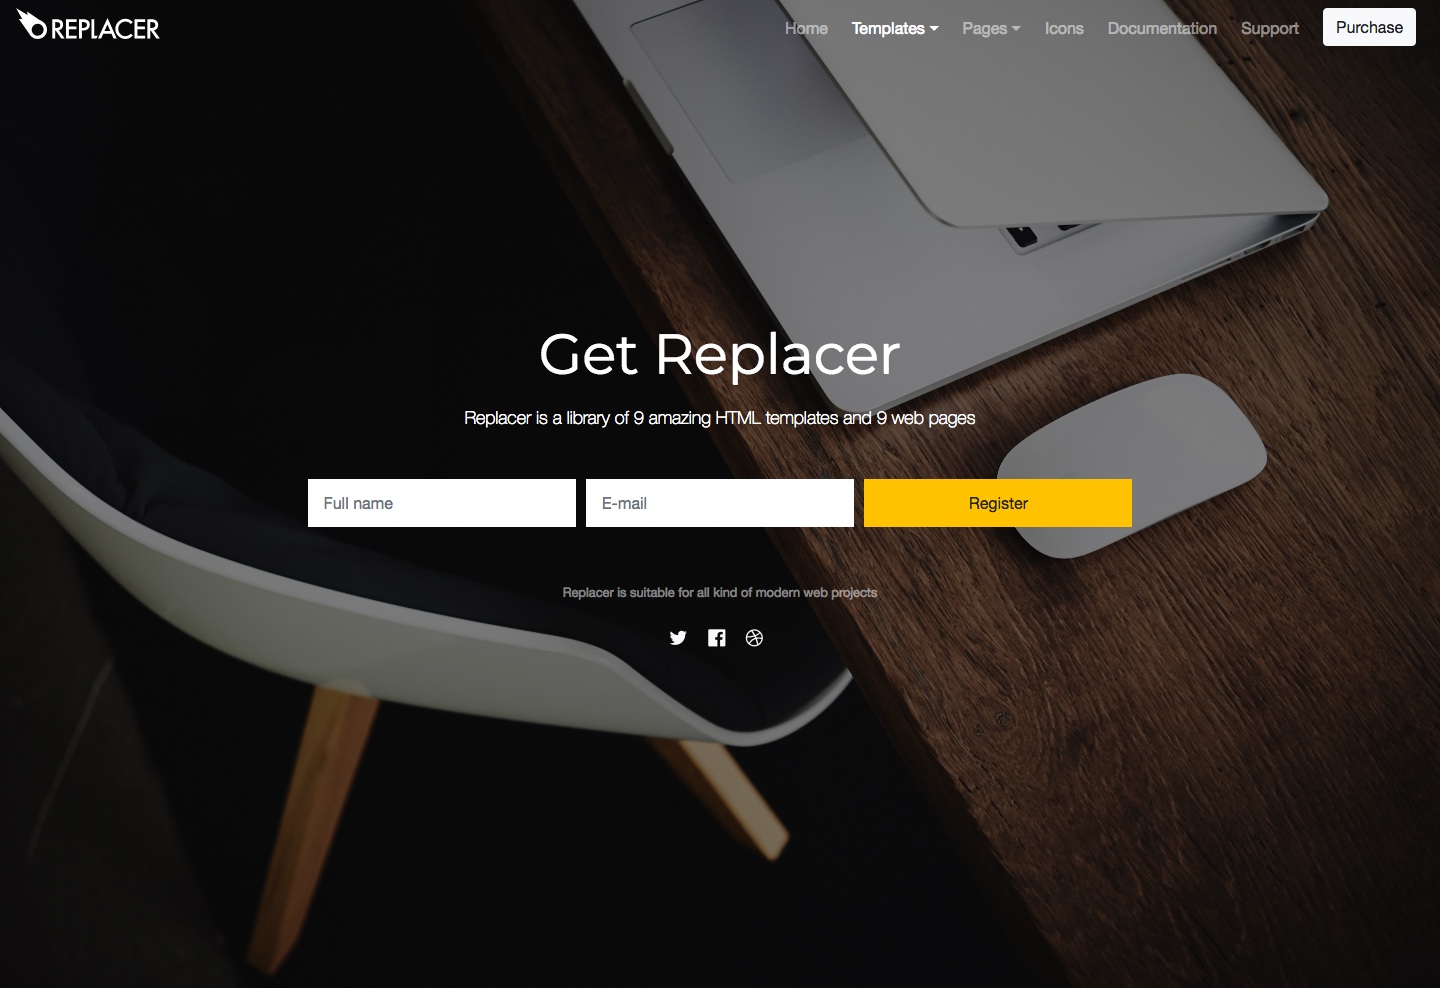 REPLACER
Home Templates Pages Icons Documentation Support Purchase
Get Replacer
Replacer is a library of 9 amazing HTML templates and 9 web pages
Full name E-mail Register
Replacer is suitable for all kind of modern web projects